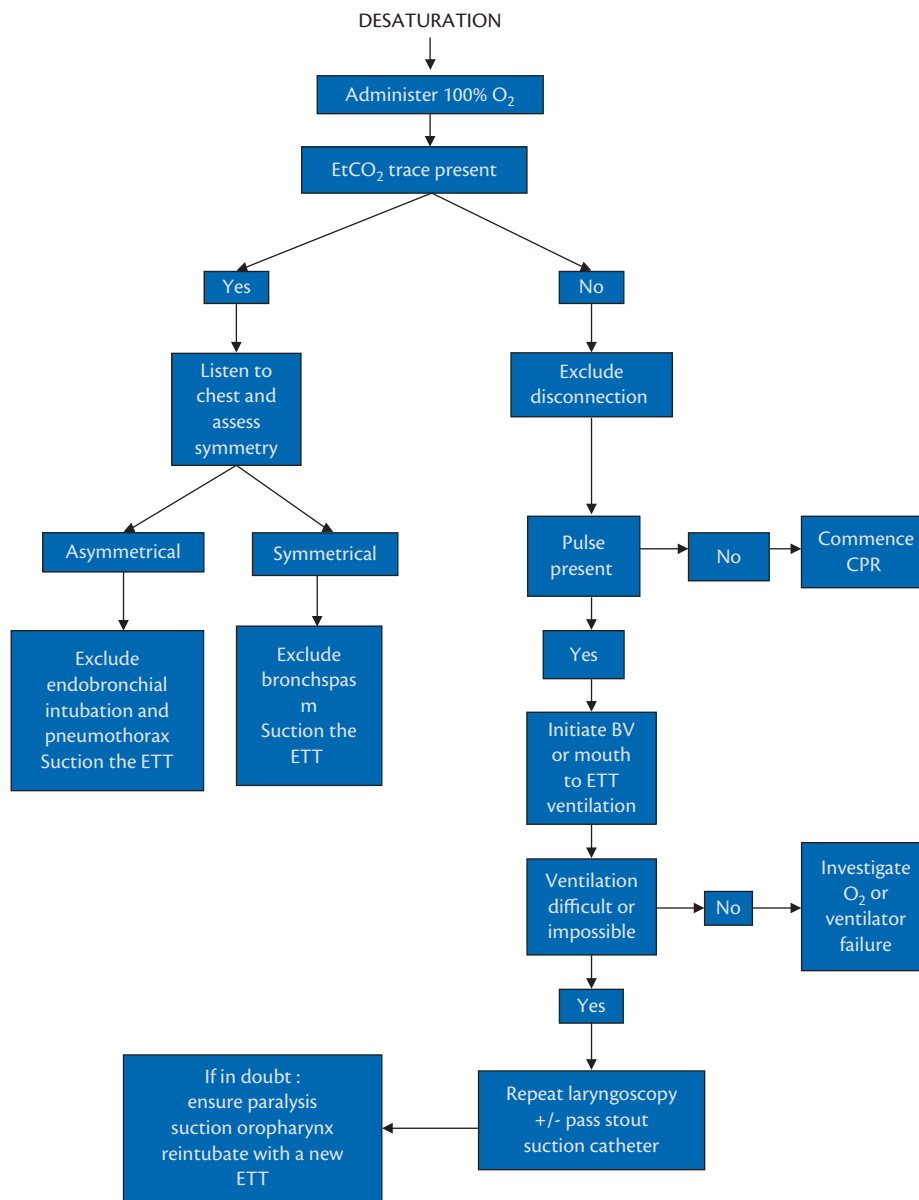 DESATURATION
Administer 100% O₂
EtCO₂ trace present
Yes
No
Listen to
chest and
assess
symmetry
Exclude
disconnection
Asymmetrical
Symmetrical
Pulse
present
No
Commence
CPR
Exclude
endobronchial
intubation and
pneumothorax
Suction the ETT
Exclude
bronchspas
m
Suction the
ETT
Yes
Initiate BV
or mouth
to ETT
ventilation
Ventilation
difficult or
impossible
No
Investigate
O₂ or
ventilator
failure
Yes
Repeat laryngoscopy
+/- pass stout
suction catheter
If in doubt :
ensure paralysis
suction oropharynx
reintubate with a new
ETT